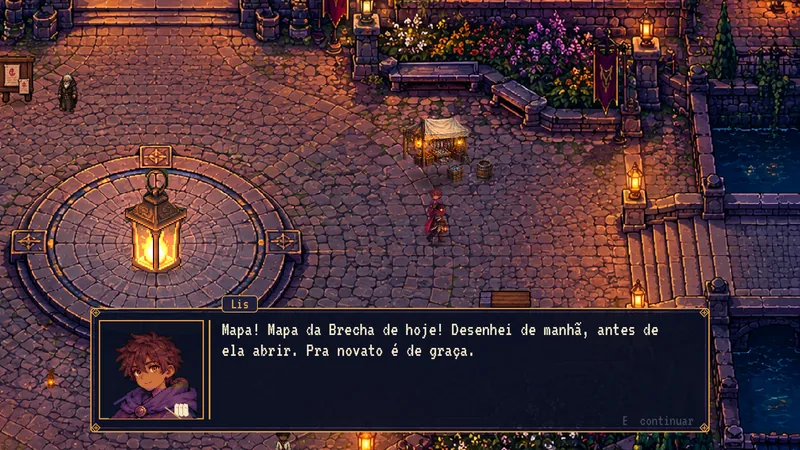 Lis
Mapa! Mapa da Brecha de hoje! Desenhei de manhã, antes de
ela abrir. Pra novato é de graça.
E continuar